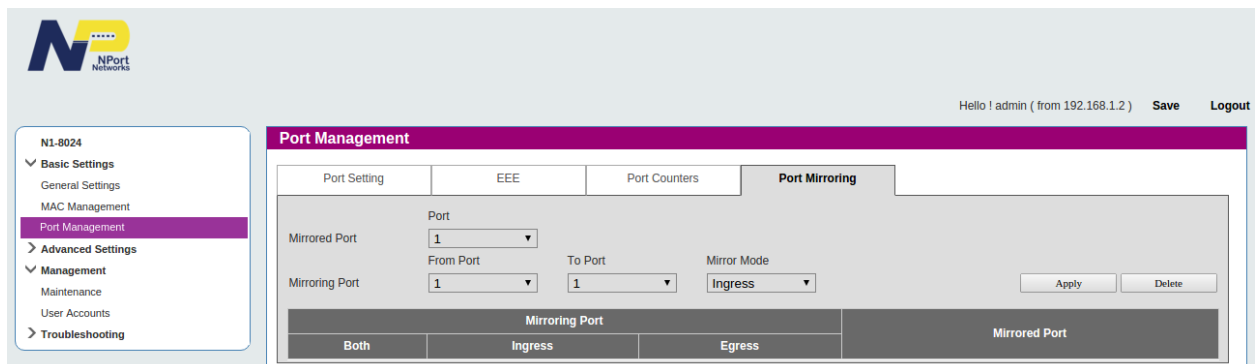 NP
NPort
Networks
Hello ! admin ( from 192.168.1.2 ) Save Logout
N1-8024
Basic Settings
General Settings
MAC Management
Port Management
Advanced Settings
Management
Maintenance
User Accounts
Troubleshooting
Port Management
Port Setting EEE Port Counters Port Mirroring
Port
Mirrored Port 1
From Port To Port Mirror Mode
Mirroring Port 1 1 Ingress Apply Delete
Mirroring Port Mirrored Port
Both Ingress Egress